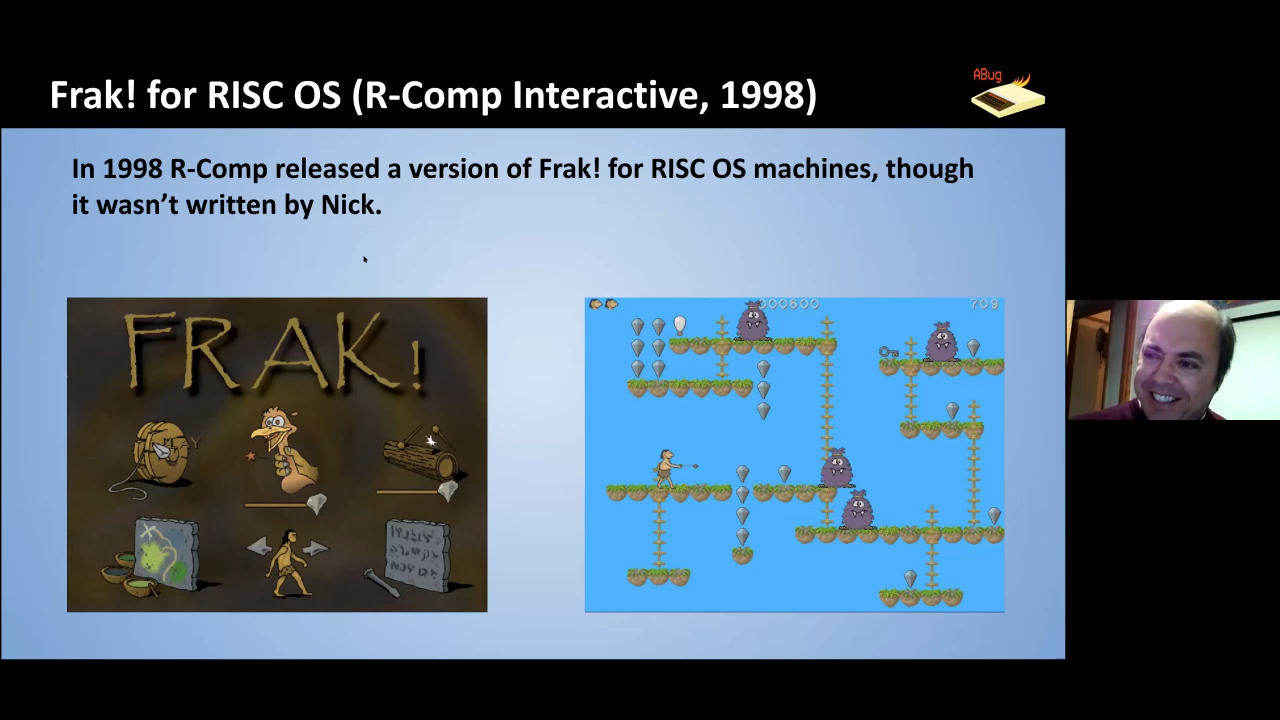 Frak! for RISC OS (R-Comp Interactive, 1998)
ABug
In 1998 R-Comp released a version of Frak! for RISC OS machines, though
it wasn’t written by Nick.
FRAK!
000600
709